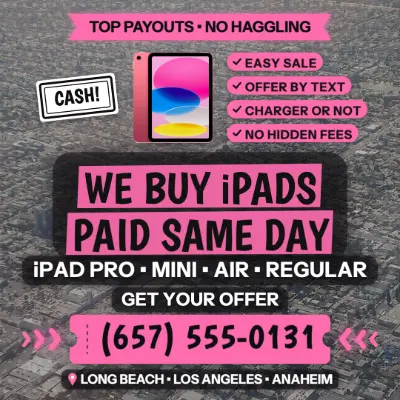 TOP PAYOUTS • NO HAGGLING
CASH!
✓ EASY SALE
✓ OFFER BY TEXT
✓ CHARGER OR NOT
✓ NO HIDDEN FEES
WE BUY iPADS
PAID SAME DAY
iPAD PRO • MINI • AIR • REGULAR
GET YOUR OFFER
(657) 555-0131
LONG BEACH • LOS ANGELES • ANAHEIM